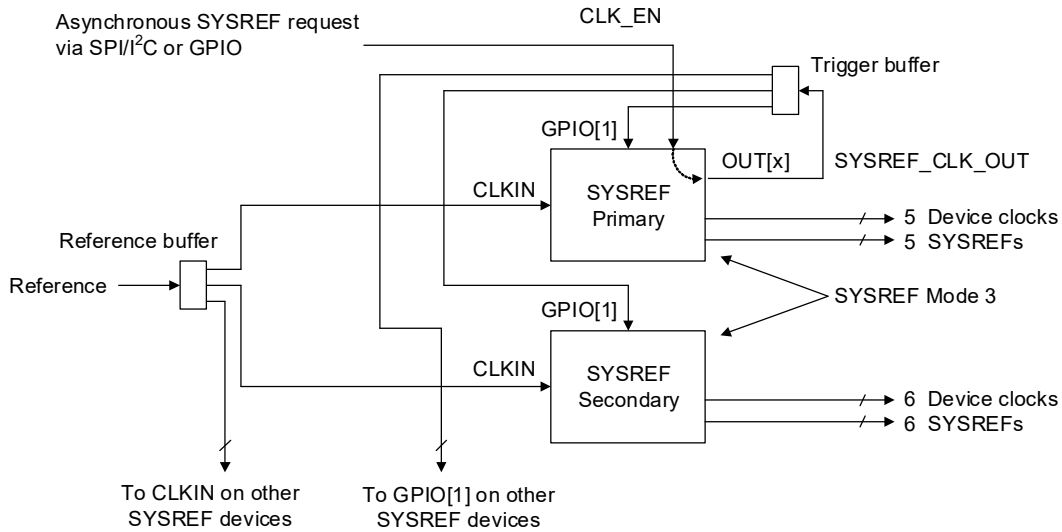 Asynchronous SYSREF request
via SPI/I²C or GPIO
CLK_EN
Trigger buffer
GPIO[1]
OUT[x]
SYSREF_CLK_OUT
CLKIN
SYSREF
Primary
5 Device clocks
5 SYSREFs
Reference buffer
Reference
SYSREF Mode 3
GPIO[1]
CLKIN
SYSREF
Secondary
6 Device clocks
6 SYSREFs
To CLKIN on other
SYSREF devices
To GPIO[1] on other
SYSREF devices